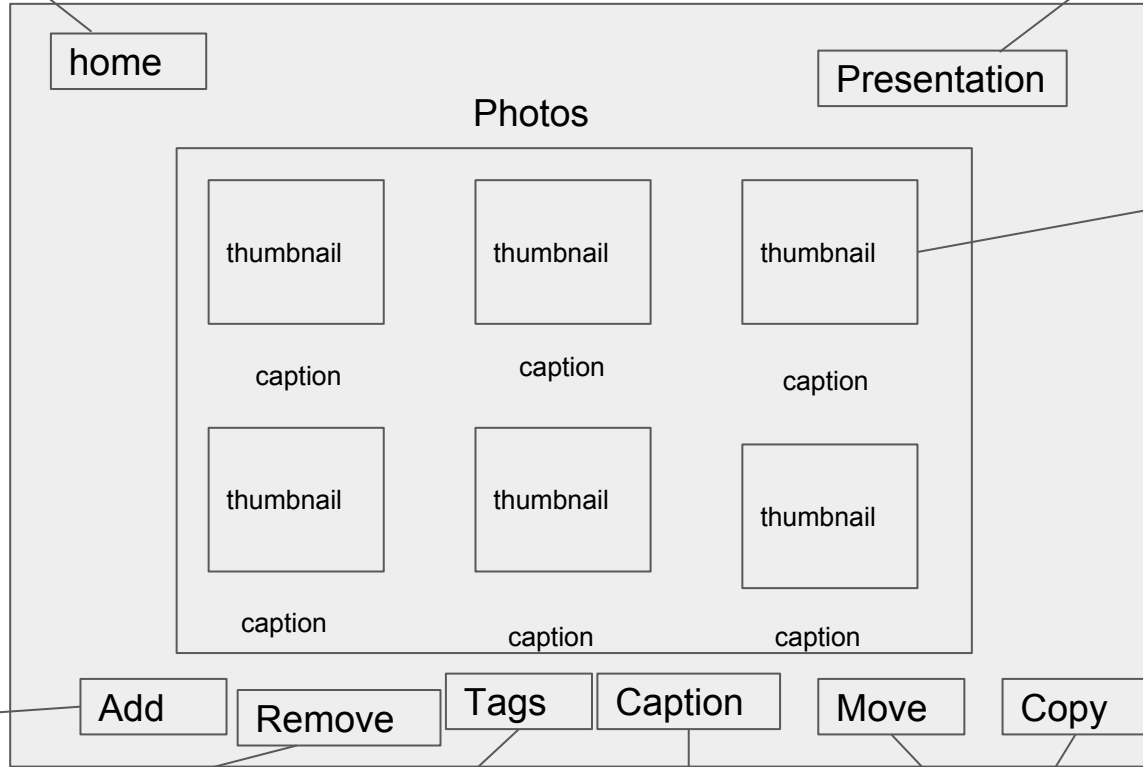 home
Presentation
Photos
thumbnail
thumbnail
thumbnail
caption
caption
caption
thumbnail
thumbnail
thumbnail
caption
caption
caption
Add
Remove
Tags
Caption
Move
Copy